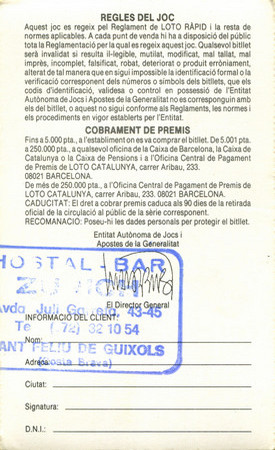 REGLES DEL JOC
Aquest joc es regeix pel Reglament de LOTO RÀPID i la resta de
normes aplicables. A cada punt de venda hi ha a disposició del públic
tota la Reglamentació per la qual es regeix aquest joc. Qualsevol bitllet
serà invalidat si resulta il-legible, mutilat, modificat, mal tallat, mal
imprès, incomplet, falsificat, robat, deteriorat o produït errònniament,
alterat de tal manera que en sigui impossible la identificació formal o la
verificació corresponent dels números o símbols dels bitllets, que els
codis d'identificació, validesa o control en possessió de l'Entitat
Autònoma de Jocs i Apostes de la Generalitat no es corresponguin amb
els del bitllet, o aquest no sigui conforme als Reglaments, les normes i
els procediments en vigor establerts per l'Entitat.
COBRAMENT DE PREMIS
Fins a 5.000 pta., a l'establiment on es va comprar el bitllet. De 5.001 pta.
a 250.000 pta., a qualsevol oficina de la Caixa de Barcelona, la Caixa de
Catalunya o la Caixa de Pensions i a l'Oficina Central de Pagament
de Premis de LOTO CATALUNYA, carrer Aribau, 233.
08021 BARCELONA.
De més de 250.000 pta., a l'Oficina Central de Pagament de Premis de
LOTO CATALUNYA, carrer Aribau, 233, 08021 BARCELONA.
CADUCITAT: El dret a cobrar premi caduca als 90 dies de la retirada
oficial de la circulació al públic de la sèrie corresponent.
RECOMANACIÓ: Poseu-hi les dades personals per protegir el bitllet.
Entitat Autònoma de Jocs i
Apostes de la Generalitat
HOSTAL-BAR
El Director General
Avda Juli Garreta, 43-45
INFORMACIÓ DEL CLIENT:
Te (72) 32 10 54
Nom:
SANT FELIU DE GUIXOLS
Adreça:
(Costa Brava)
Ciutat:
Signatura:
D.N.I.: